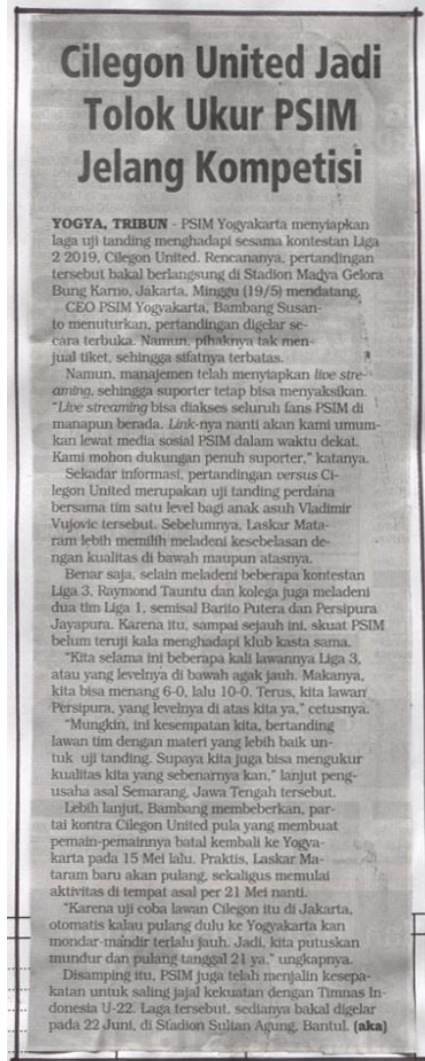 Cilegon United Jadi
Tolok Ukur PSIM
Jelang Kompetisi
YOGYA, TRIBUN - PSIM Yogyakarta menyiapkan
laga uji tanding menghadapi sesama kontestan Liga
2 2019, Cilegon United. Rencananya, pertandingan
tersebut bakal berlangsung di Stadion Madya Gelora
Bung Karno, Jakarta, Minggu (19/5) mendatang.
CEO PSIM Yogyakarta, Bambang Susan-
to menuturkan, pertandingan digelar se-
cara terbuka. Namun, pihaknya tak men-
jual tiket, sehingga sifatnya terbatas.
Namun, manajemen telah menyiapkan live stre-
aming, sehingga suporter tetap bisa menyaksikan.
"Live streaming bisa diakses seluruh fans PSIM di
manapun berada. Link-nya nanti akan kami umum-
kan lewat media sosial PSIM dalam waktu dekat.
Kami mohon dukungan penuh suporter," katanya.
Sekadar informasi, pertandingan versus Ci-
legon United merupakan uji tanding perdana
bersama tim satu level bagi anak asuh Vladimir
Vujovic tersebut. Sebelumnya, Laskar Mata-
ram lebih memilih meladeni kesebelasan de-
ngan kualitas di bawah maupun atasnya.
Benar saja, selain meladeni beberapa kontestan
Liga 3, Raymond Tauntu dan kolega juga meladeni
dua tim Liga 1, semisal Barito Putera dan Persipura
Jayapura. Karena itu, sampai sejauh ini, skuat PSIM
belum teruji kala menghadapi klub kasta sama.
"Kita selama ini beberapa kali lawannya Liga 3,
atau yang levelnya di bawah agak jauh. Makanya,
kita bisa menang 6-0, lalu 10-0. Terus, kita lawan
Persipura, yang levelnya di atas kita ya," cetusnya.
"Mungkin, ini kesempatan kita, bertanding
lawan tim dengan materi yang lebih baik un-
tuk uji tanding. Supaya kita juga bisa mengukur
kualitas kita yang sebenarnya kan," lanjut peng-
usaha asal Semarang, Jawa Tengah tersebut.
Lebih lanjut, Bambang membeberkan, par-
tai kontra Cilegon United pula yang membuat
pemain-pemainnya batal kembali ke Yogya-
karta pada 15 Mei lalu. Praktis, Laskar Ma-
taram baru akan pulang, sekaligus memulai
aktivitas di tempat asal per 21 Mei nanti.
"Karena uji coba lawan Cilegon itu di Jakarta,
otomatis kalau pulang dulu ke Yogyakarta kan
mondar-mandir terlalu jauh. Jadi, kita putuskan
mundur dan pulang tanggal 21 ya," ungkapnya.
Disamping itu, PSIM juga telah menjalin kesepa-
katan untuk saling jajal kekuatan dengan Timnas In-
donesia U-22. Laga tersebut, sedianya bakal digelar
pada 22 Juni, di Stadion Sultan Agung, Bantul. (aka)